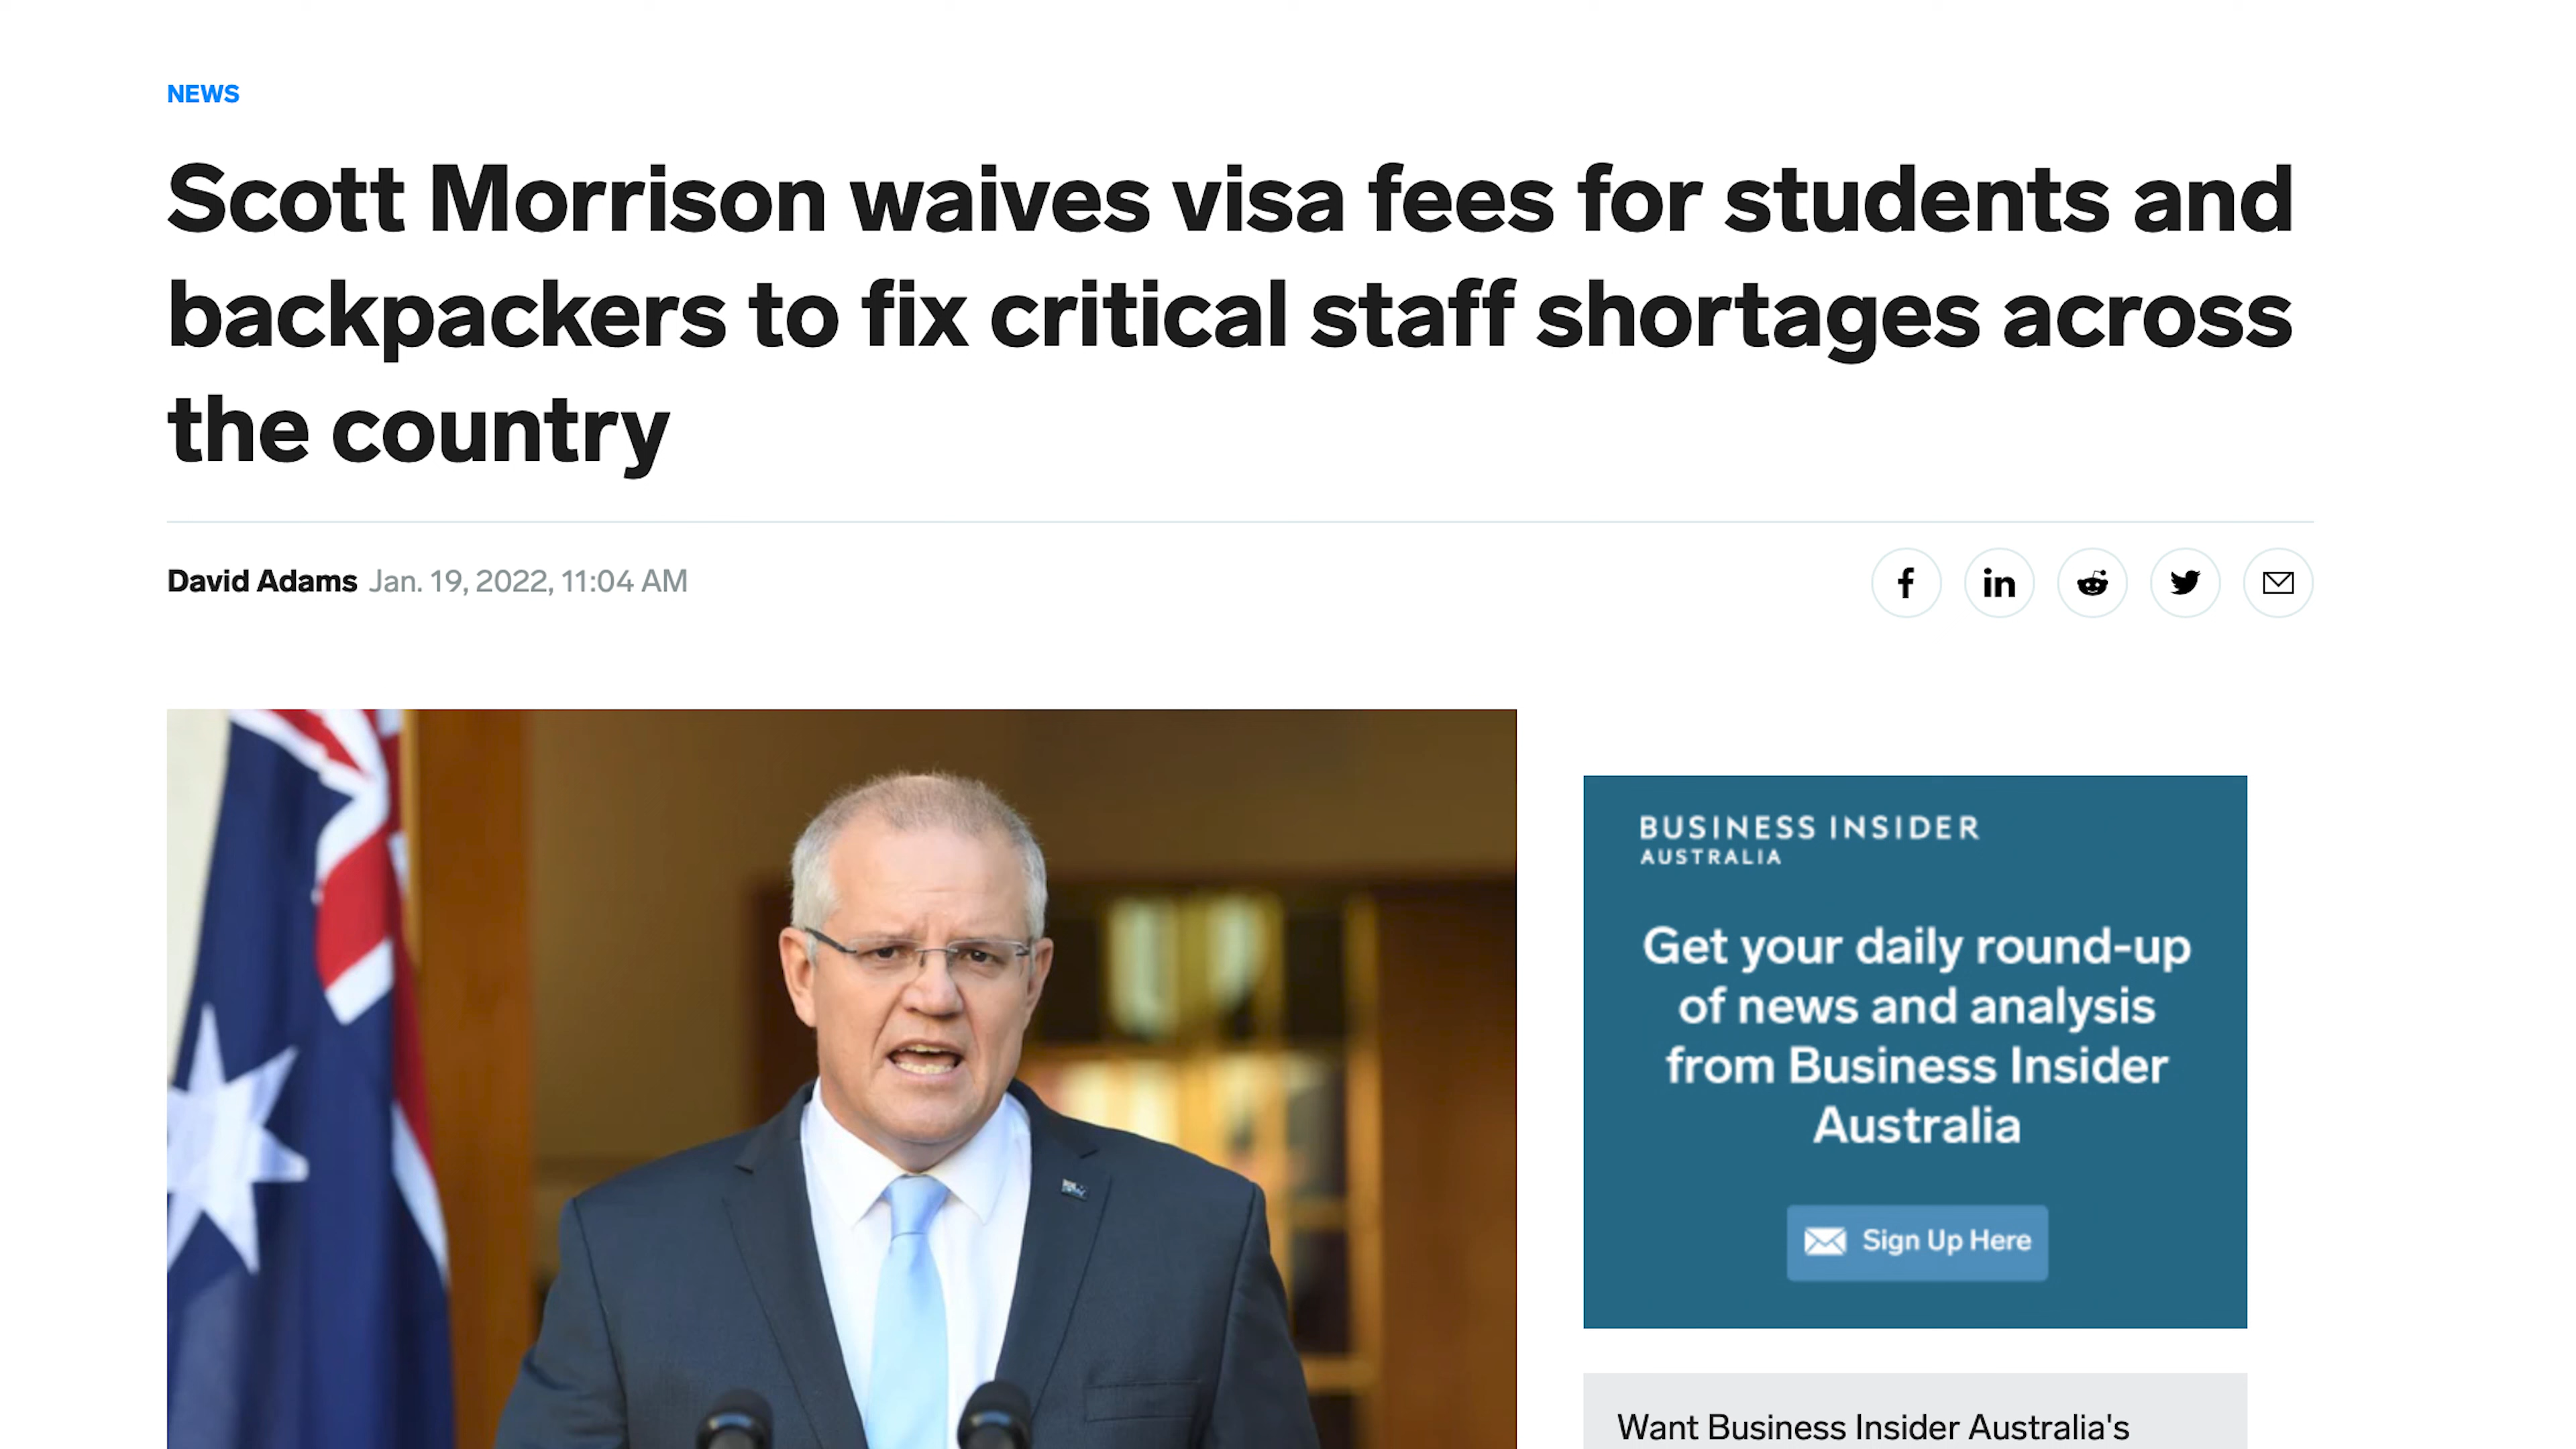 NEWS
Scott Morrison waives visa fees for students and
backpackers to fix critical staff shortages across
the country
David Adams Jan. 19, 2022, 11:04 AM
BUSINESS INSIDER
AUSTRALIA
Get your daily round-up
of news and analysis
from Business Insider
Australia
Sign Up Here
Want Business Insider Australia's